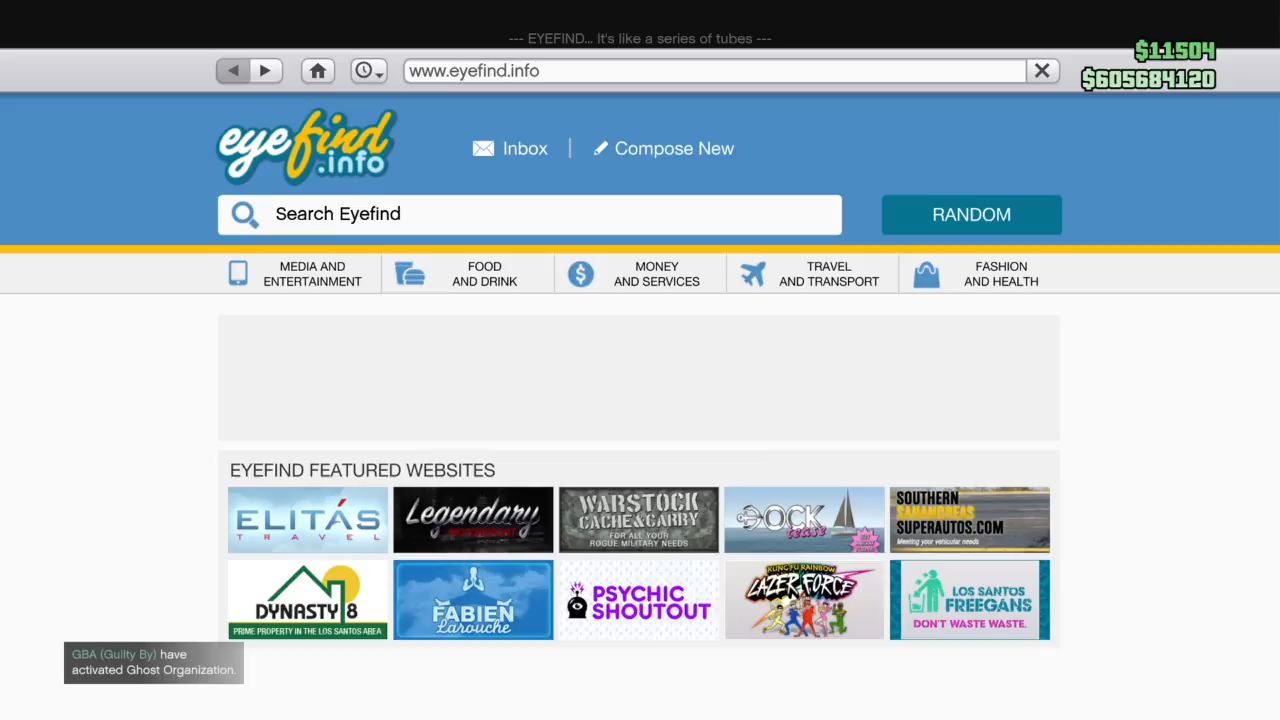 --- EYEFIND... It's like a series of tubes ---
$11504
www.eyefind.info
$605684120
eyefind
.info
Inbox
Compose New
Search Eyefind
RANDOM
MEDIA AND
ENTERTAINMENT
FOOD
AND DRINK
MONEY
AND SERVICES
TRAVEL
AND TRANSPORT
FASHION
AND HEALTH
EYEFIND FEATURED WEBSITES
ELITÁS
TRAVEL
Legendary
MOTORSPORT
WARSTOCK
CACHE&CARRY
FOR ALL YOUR
ROGUE MILITARY NEEDS
DOCK
tease
SOUTHERN
SANANDREAS
SUPERAUTOS.COM
Meeting your vehicular needs
DYNASTY 8
PRIME PROPERTY IN THE LOS SANTOS AREA
FABIEN
Larouche
PSYCHIC
SHOUTOUT
KUNG FU RAINBOW
LAZER FORCE
LOS SANTOS
FREEGANS
DON'T WASTE WASTE.
GBA (Guilty By) have
activated Ghost Organization.